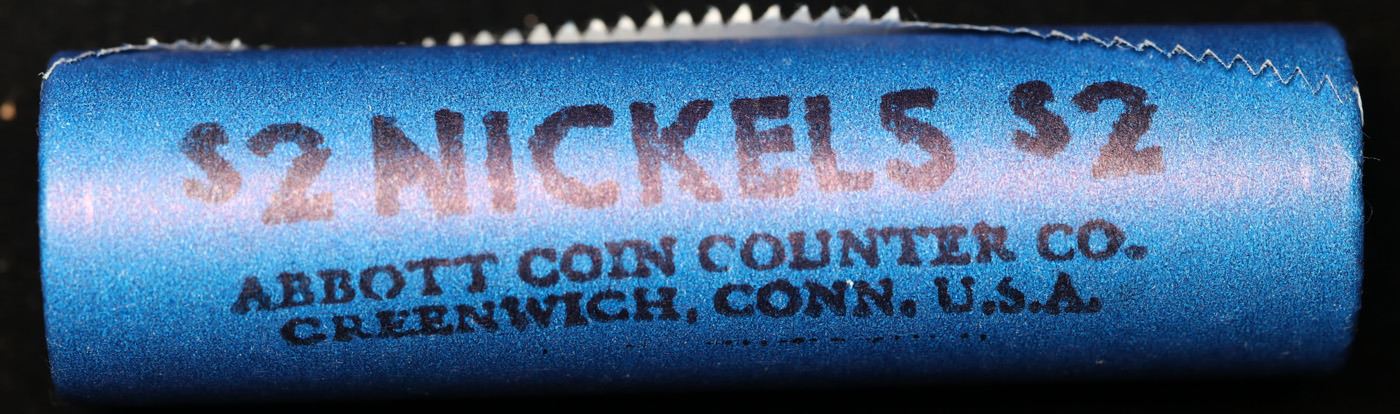 $2 NICKELS $2
ABBOTT COIN COUNTER CO.
GREENWICH, CONN. U.S.A.